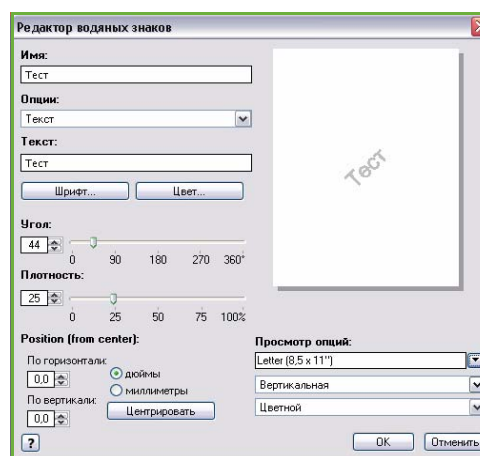 Редактор водяных знаков
Имя:
Тест
Опции:
Текст
Текст:
Тест
Шрифт... Цвет...
Тест
Угол:
44
0 90 180 270 360°
Плотность:
25
0 25 50 75 100%
Position (from center):
По горизонтали:
0,0
дюймы
миллиметры
По вертикали:
0,0
Центрировать
Просмотр опций:
Letter (8,5 x 11")
Вертикальная
Цветной
? OK Отменить